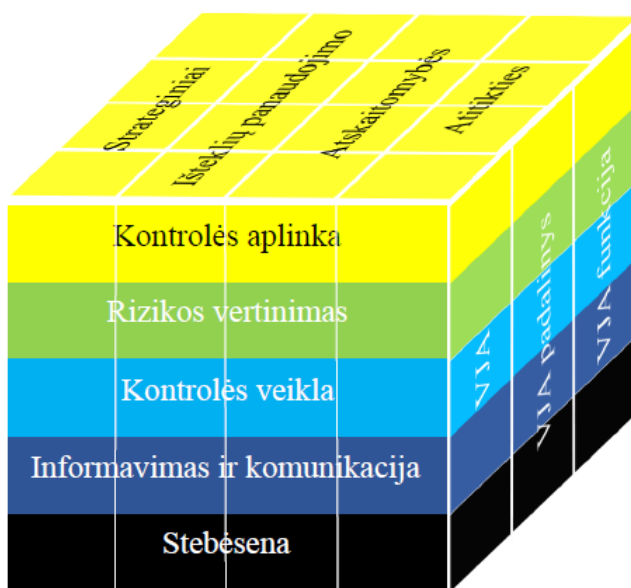 Strateginiai
Išteklių panaudojimo
Atskaitomybės
Atitikties
Kontrolės aplinka
Rizikos vertinimas
Kontrolės veikla
Informavimas ir komunikacija
Stebėsena
VJA
VJA padalinys
VJA funkcija